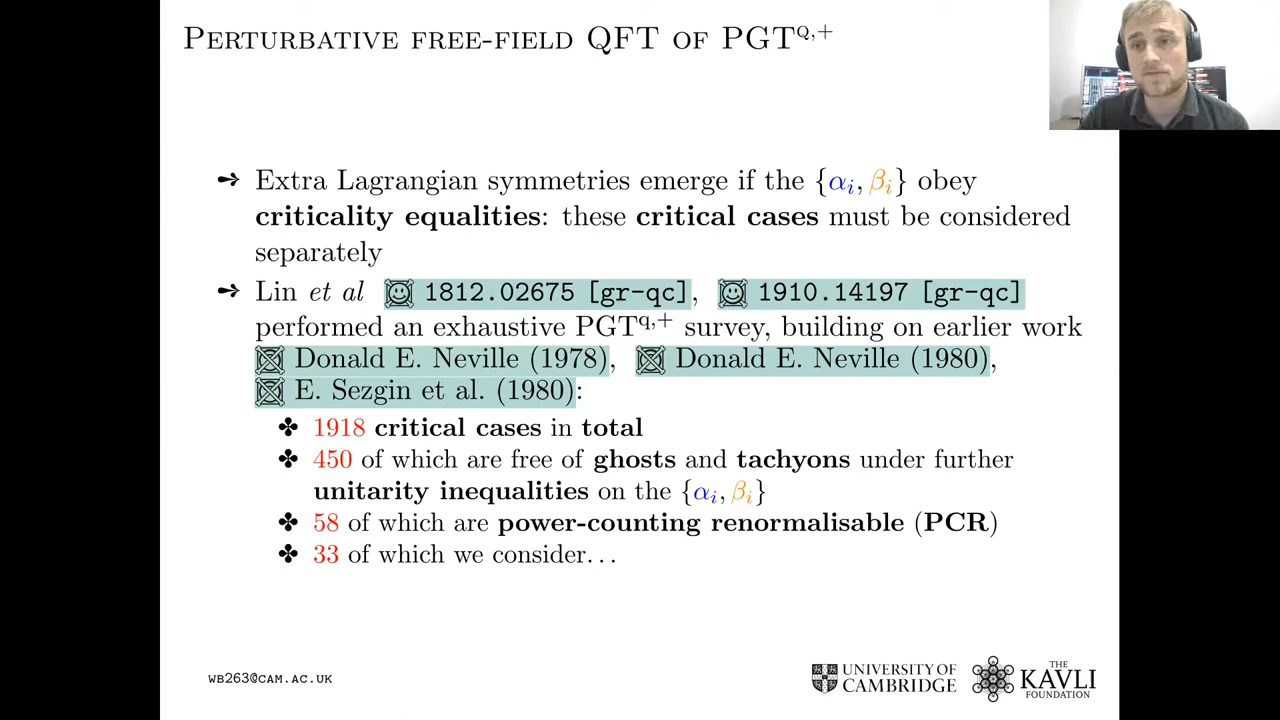 PERTURBATIVE FREE-FIELD QFT OF PGT^Q,+
➻ Extra Lagrangian symmetries emerge if the {α_i, β_i} obey
criticality equalities: these critical cases must be considered
separately
➻ Lin et al 1812.02675 [gr-qc], 1910.14197 [gr-qc]
performed an exhaustive PGT^q,+ survey, building on earlier work
Donald E. Neville (1978), Donald E. Neville (1980),
E. Sezgin et al. (1980):
✤ 1918 critical cases in total
✤ 450 of which are free of ghosts and tachyons under further
unitarity inequalities on the {α_i, β_i}
✤ 58 of which are power-counting renormalisable (PCR)
✤ 33 of which we consider...
WB263@CAM.AC.UK
UNIVERSITY OF
CAMBRIDGE
THE
KAVLI
FOUNDATION